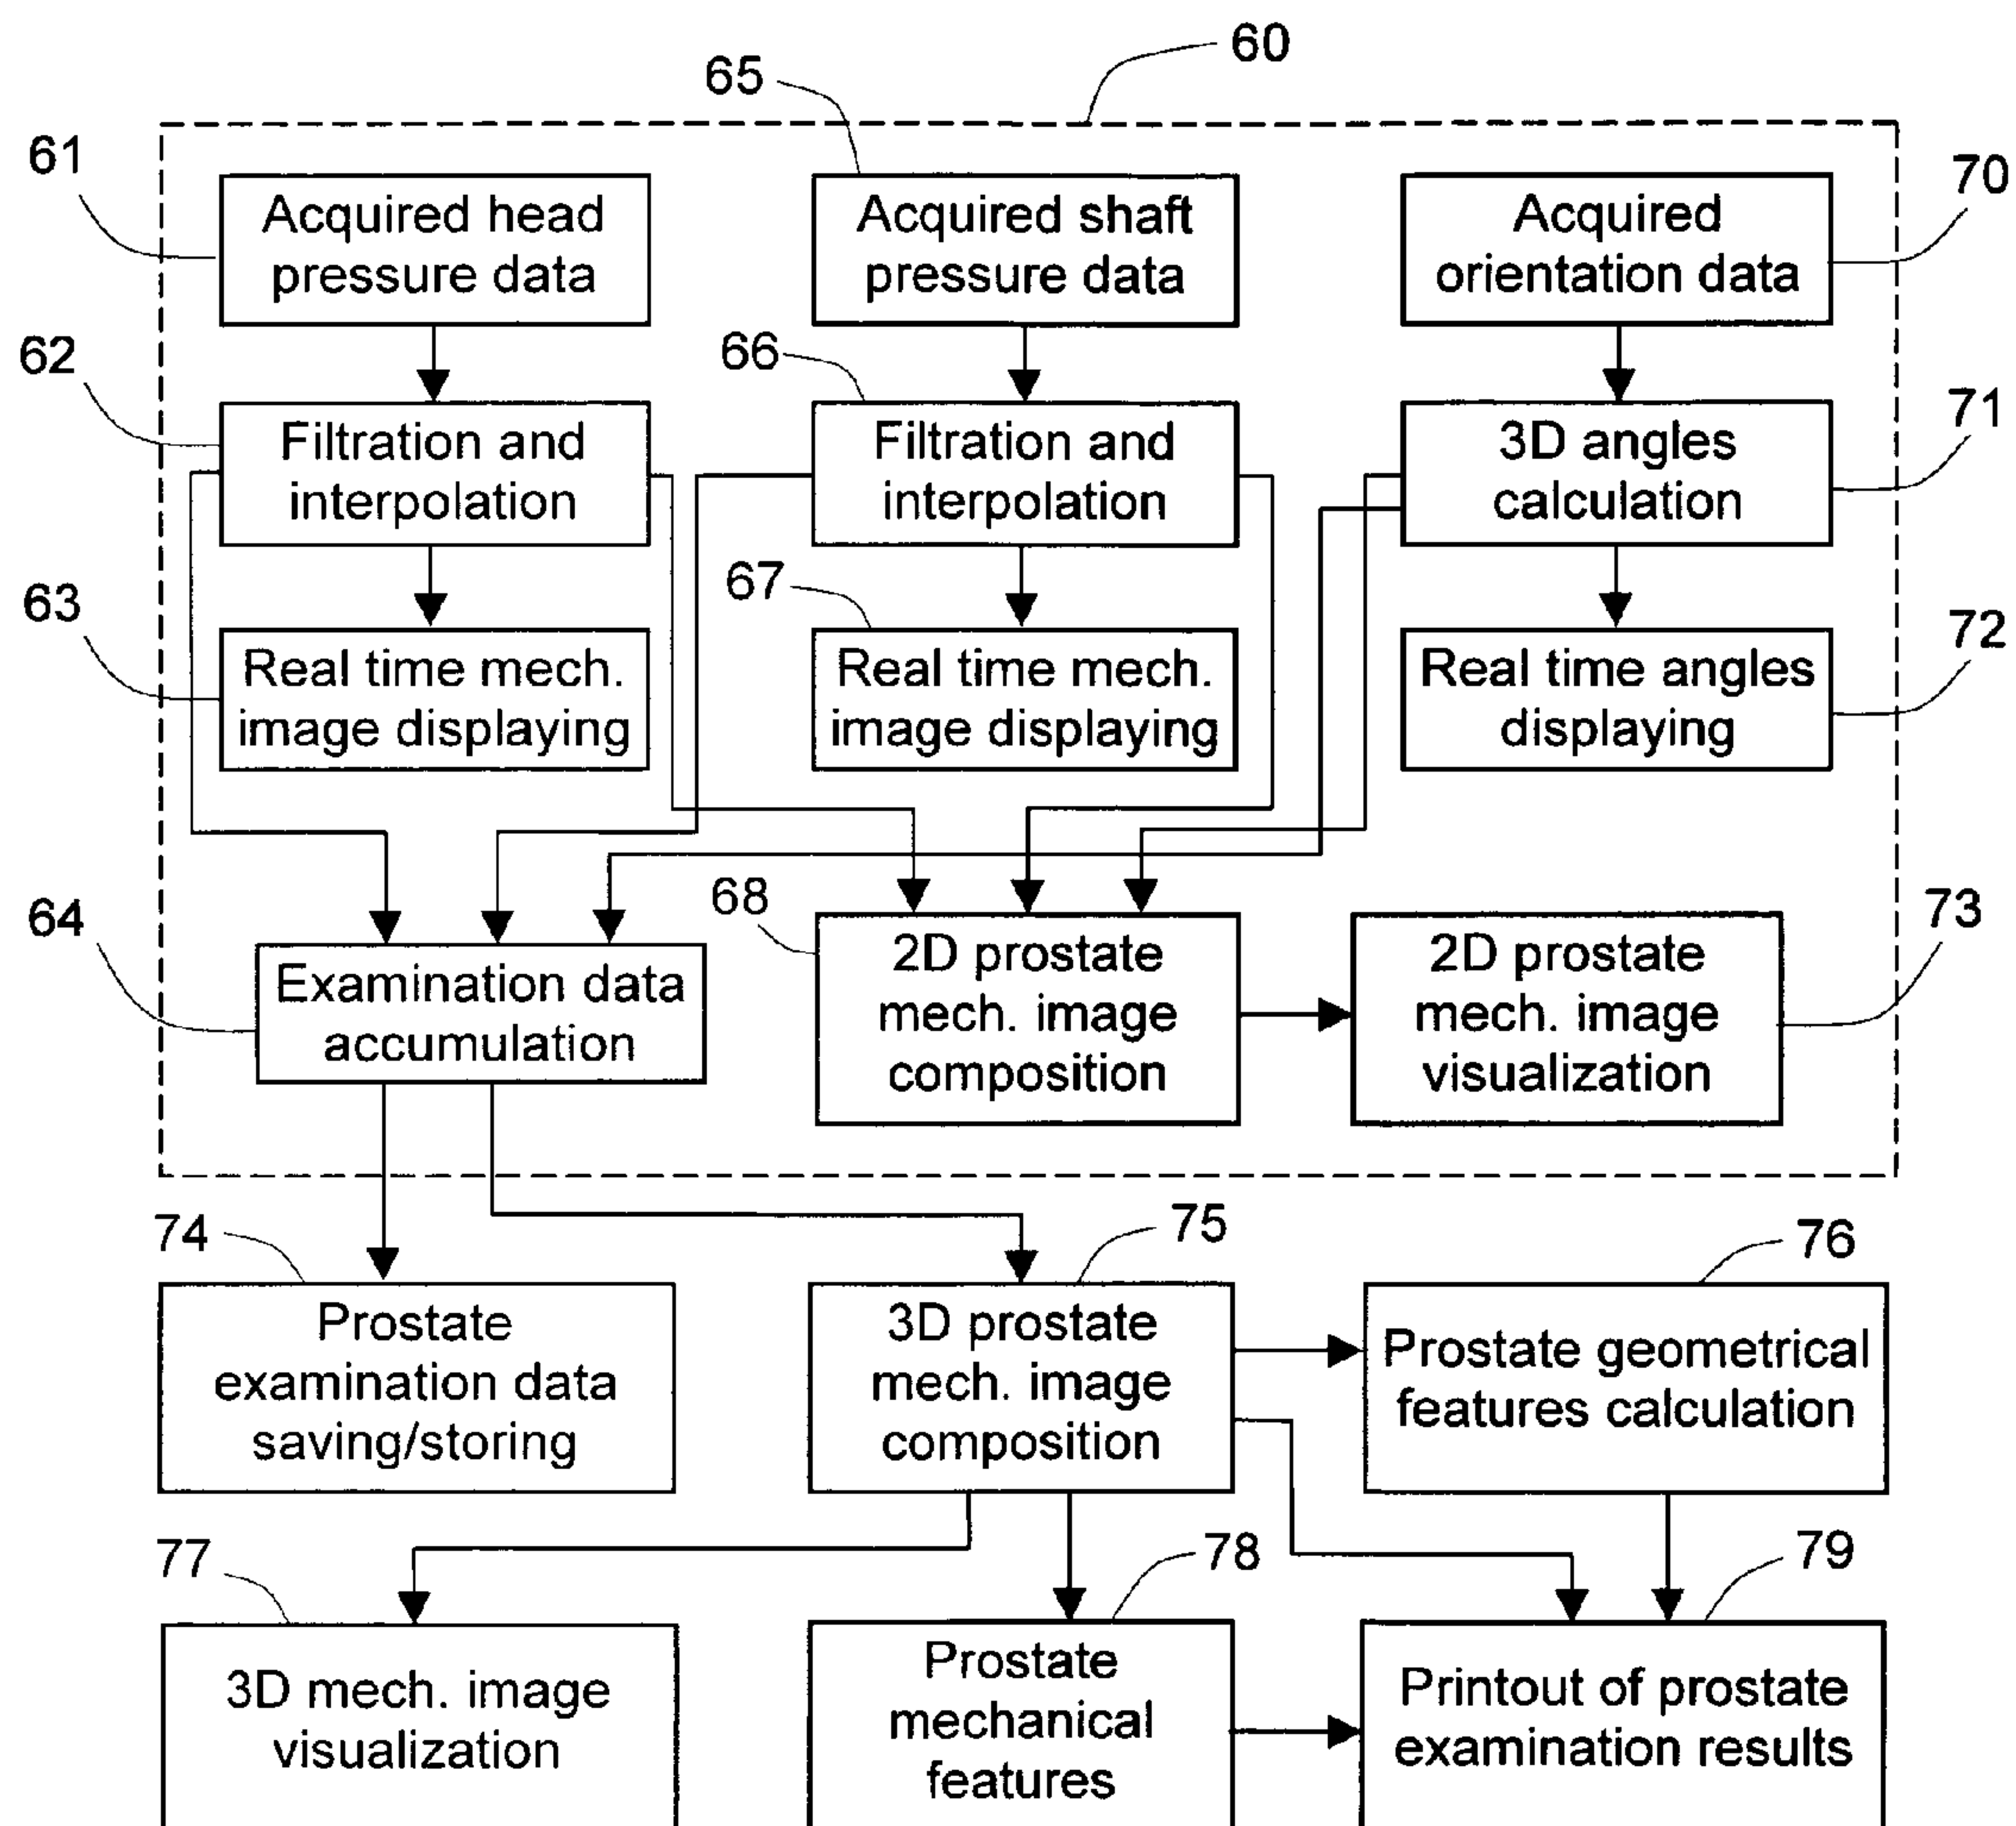 60
65
61
70
Acquired head
pressure data
Acquired shaft
pressure data
Acquired
orientation data
62
66
71
Filtration and
interpolation
Filtration and
interpolation
3D angles
calculation
63
67
72
Real time mech.
image displaying
Real time mech.
image displaying
Real time angles
displaying
64
68
73
Examination data
accumulation
2D prostate
mech. image
composition
2D prostate
mech. image
visualization
74
75
76
Prostate
examination data
saving/storing
3D prostate
mech. image
composition
Prostate geometrical
features calculation
77
78
79
3D mech. image
visualization
Prostate
mechanical
features
Printout of prostate
examination results